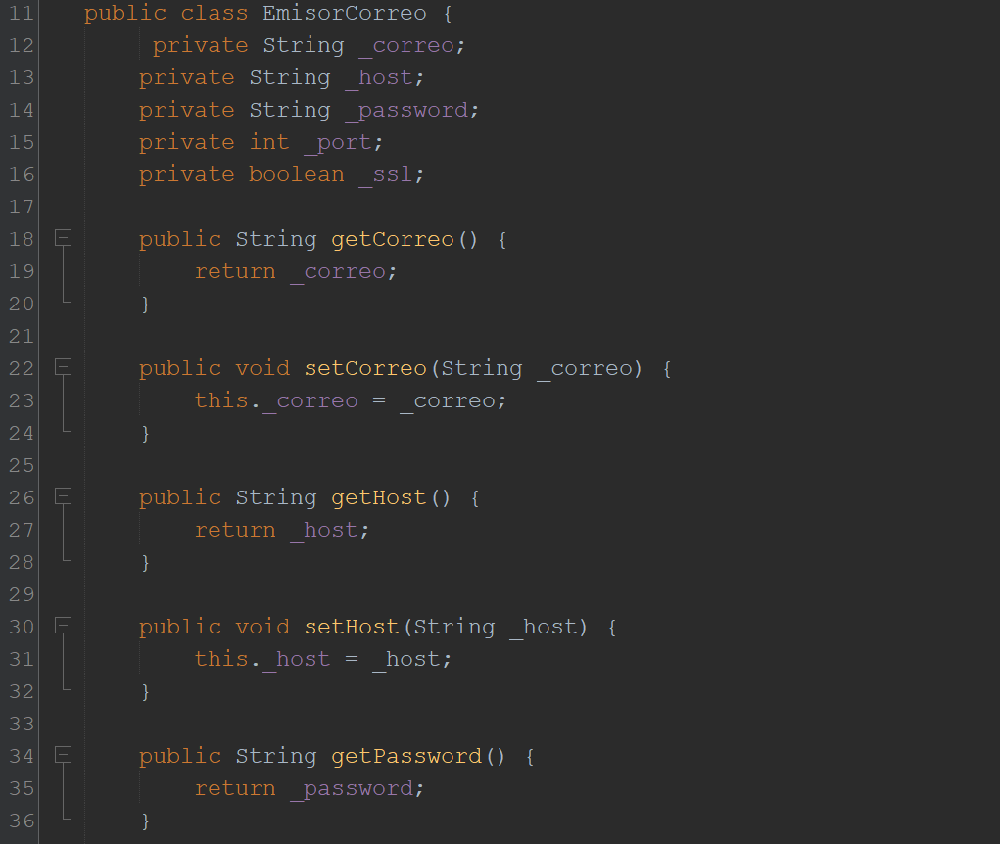 11 public class EmisorCorreo {
12 private String _correo;
13 private String _host;
14 private String _password;
15 private int _port;
16 private boolean _ssl;
17
18 public String getCorreo() {
19 return _correo;
20 }
21
22 public void setCorreo(String _correo) {
23 this._correo = _correo;
24 }
25
26 public String getHost() {
27 return _host;
28 }
29
30 public void setHost(String _host) {
31 this._host = _host;
32 }
33
34 public String getPassword() {
35 return _password;
36 }